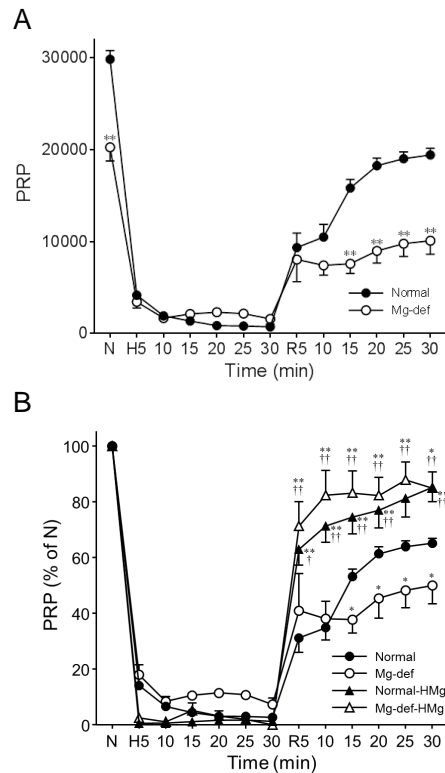 A
30000
20000
10000
0
PRP
**
** ** ** **
Normal
Mg-def
N H5 10 15 20 25 30 R5 10 15 20 25 30
Time (min)
B
100
80
60
40
20
0
PRP (% of N)
**
††
**
††
**
††
**
††
**
††
*
††
**
†
**
††
**
††
**
††
**
††
*
*
*
*
Normal
Mg-def
Normal-HMg
Mg-def-HMg
N H5 10 15 20 25 30 R5 10 15 20 25 30
Time (min)